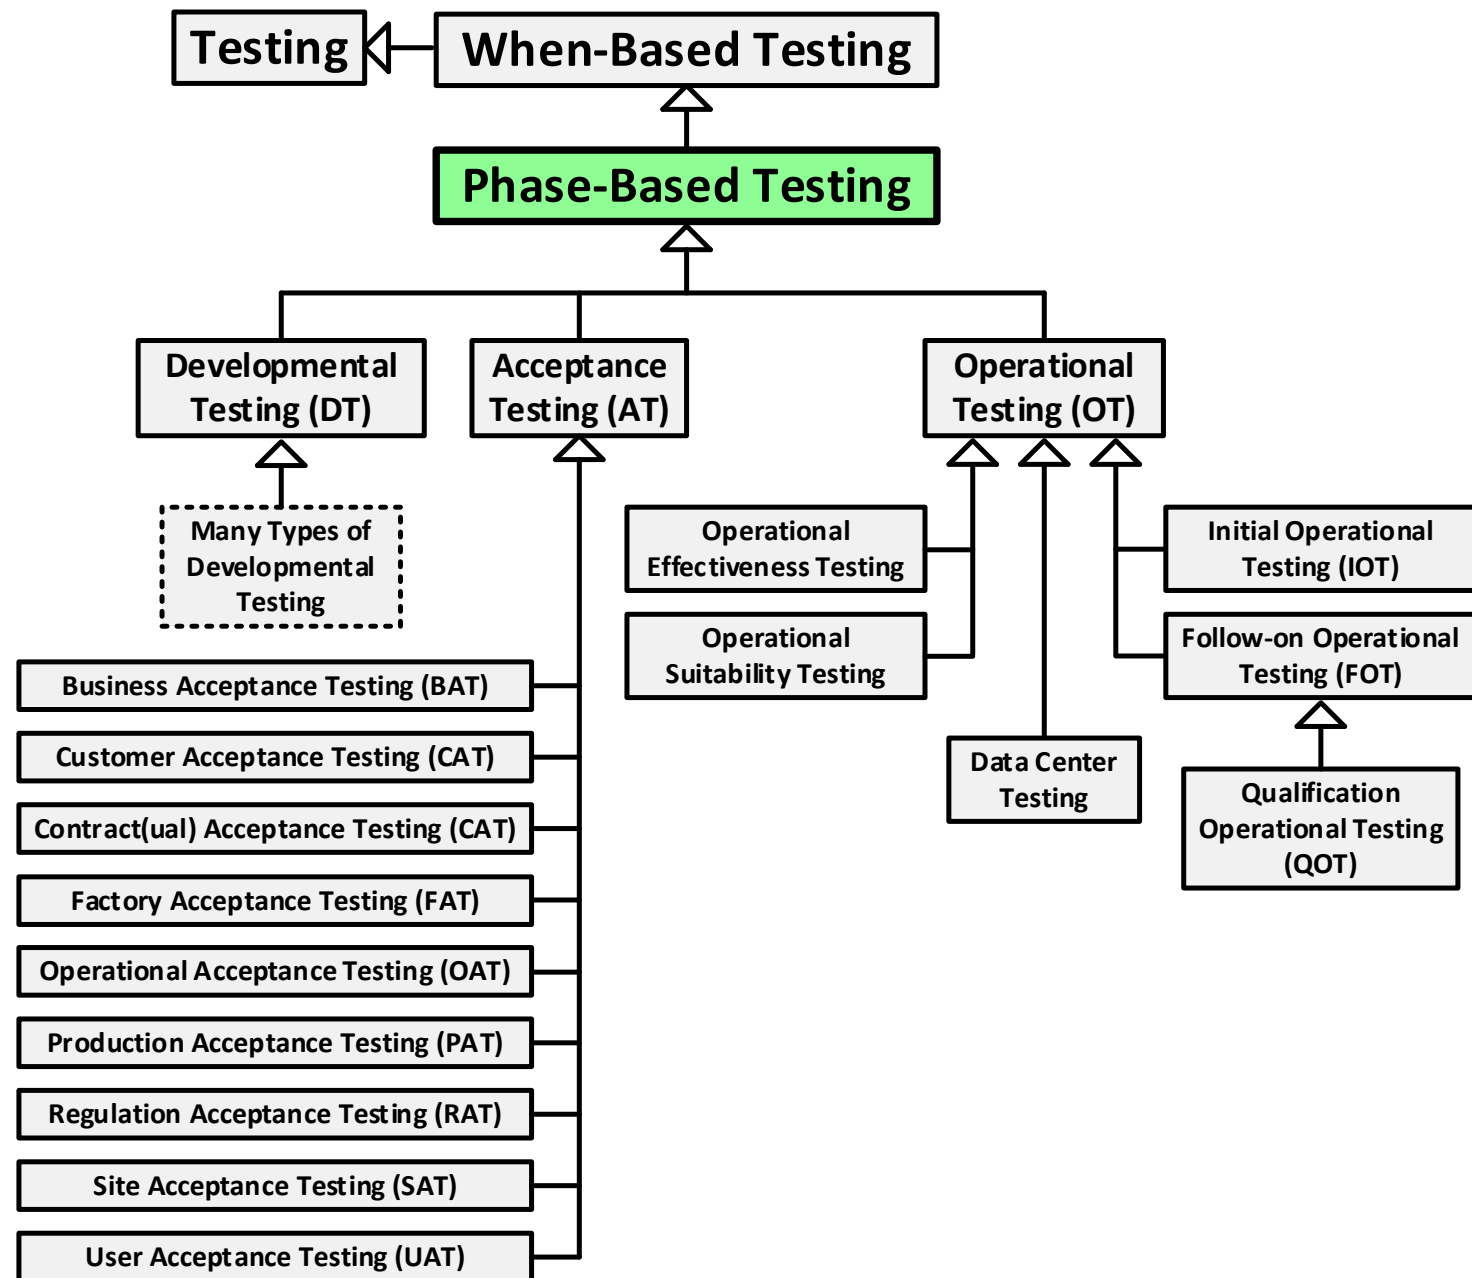 Testing
When-Based Testing
Phase-Based Testing
Developmental
Testing (DT)
Acceptance
Testing (AT)
Operational
Testing (OT)
Many Types of
Developmental
Testing
Operational
Effectiveness Testing
Initial Operational
Testing (IOT)
Operational
Suitability Testing
Follow-on Operational
Testing (FOT)
Data Center
Testing
Qualification
Operational Testing
(QOT)
Business Acceptance Testing (BAT)
Customer Acceptance Testing (CAT)
Contract(ual) Acceptance Testing (CAT)
Factory Acceptance Testing (FAT)
Operational Acceptance Testing (OAT)
Production Acceptance Testing (PAT)
Regulation Acceptance Testing (RAT)
Site Acceptance Testing (SAT)
User Acceptance Testing (UAT)